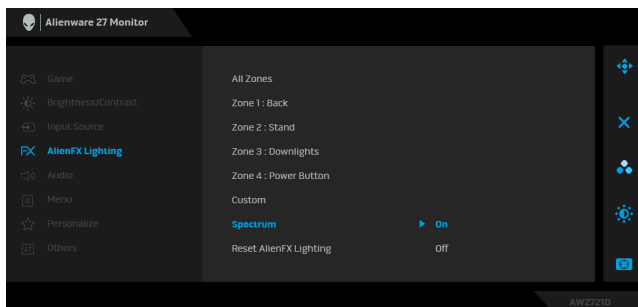 Alienware 27 Monitor
Game
Brightness/Contrast
Input Source
AlienFX Lighting
Audio
Menu
Personalize
Others
All Zones
Zone 1 : Back
Zone 2 : Stand
Zone 3 : Downlights
Zone 4 : Power Button
Custom
Spectrum On
Reset AlienFX Lighting Off
AW2721D